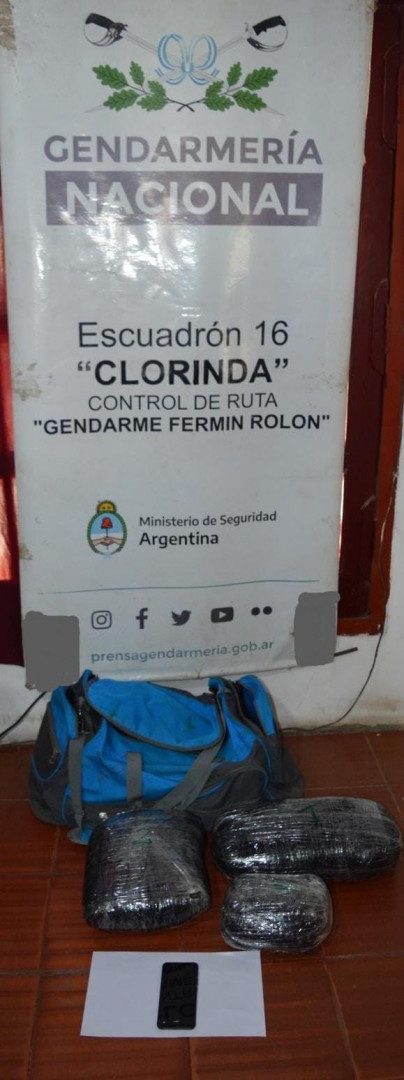 GENDARMERÍA
NACIONAL
Escuadrón 16
"CLORINDA"
CONTROL DE RUTA
"GENDARME FERMIN ROLON"
Ministerio de Seguridad
Argentina
prensagendarmeria.gob.ar